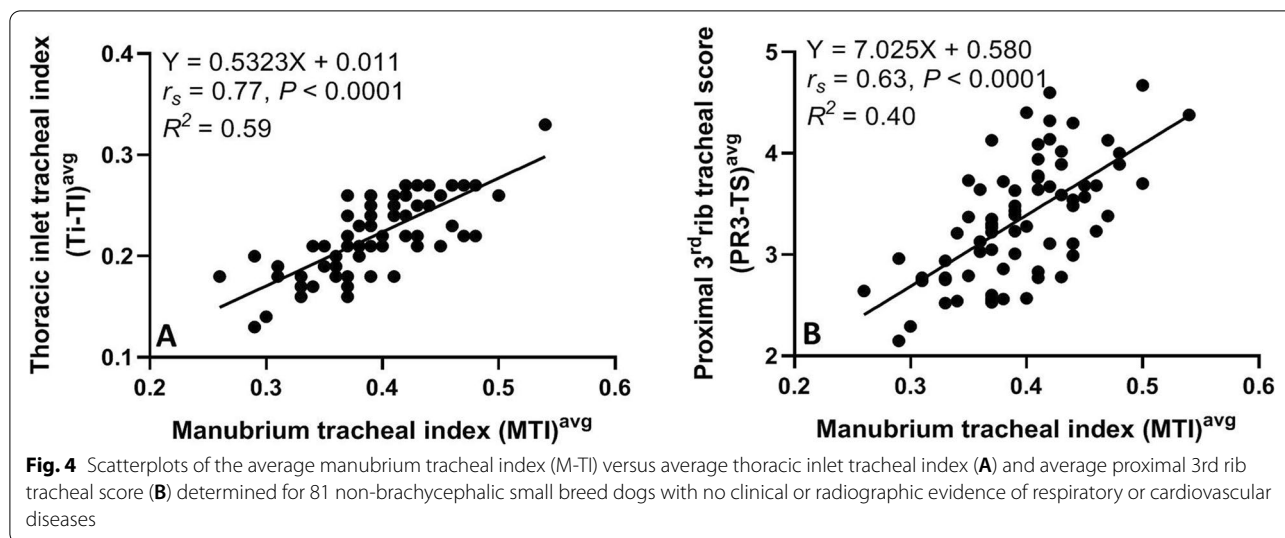 Y = 0.5323X + 0.011
r_s = 0.77, P < 0.0001
R² = 0.59
Thoracic inlet tracheal index
(Ti-TI)^avg
0.4
0.3
0.2
0.1
A
0.2 0.3 0.4 0.5 0.6
Manubrium tracheal index (MTI)^avg
Y = 7.025X + 0.580
r_s = 0.63, P < 0.0001
R² = 0.40
Proximal 3^rd rib tracheal score
(PR3-TS)^avg
5
4
3
2
B
0.2 0.3 0.4 0.5 0.6
Manubrium tracheal index (MTI)^avg
Fig. 4 Scatterplots of the average manubrium tracheal index (M-TI) versus average thoracic inlet tracheal index (A) and average proximal 3rd rib
tracheal score (B) determined for 81 non-brachycephalic small breed dogs with no clinical or radiographic evidence of respiratory or cardiovascular
diseases